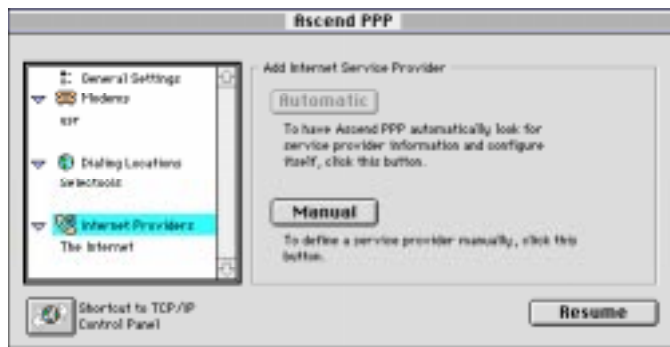 Ascend PPP
General Settings
Modems
usr
Dialing Locations
Selectools
Internet Providers
The Internet
Shortcut to TCP/IP
Control Panel
Add Internet Service Provider
Automatic
To have Ascend PPP automatically look for
service provider information and configure
itself, click this button.
Manual
To define a service provider manually, click this
button.
Resume